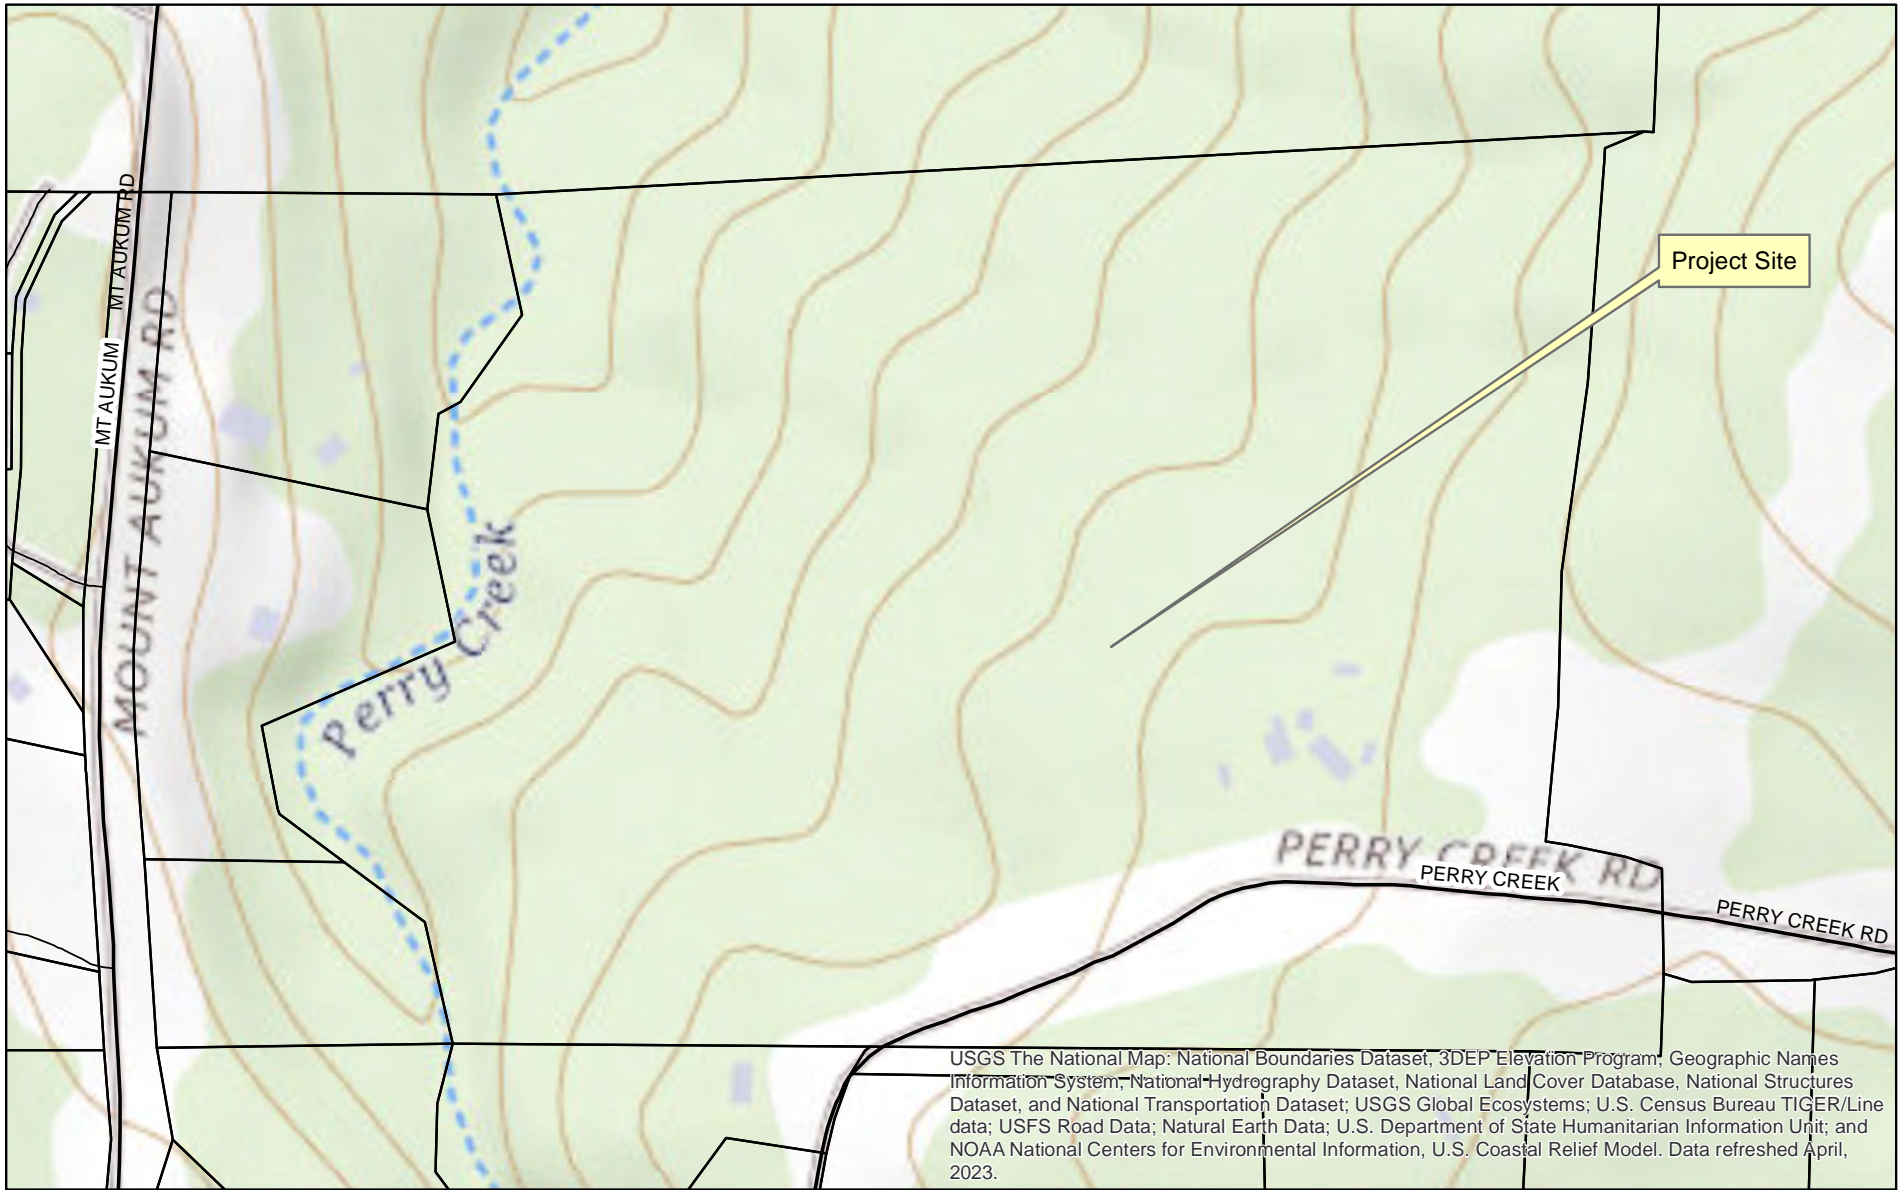 MT AUKUM RD
MT AUKUM
MOUNT AUKUM RD
Project Site
Perry Creek
PERRY CREEK RD
PERRY CREEK
PERRY CREEK RD
USGS The National Map: National Boundaries Dataset, 3DEP Elevation Program, Geographic Names
Information System, National Hydrography Dataset, National Land Cover Database, National Structures
Dataset, and National Transportation Dataset; USGS Global Ecosystems; U.S. Census Bureau TIGER/Line
data; USFS Road Data; Natural Earth Data; U.S. Department of State Humanitarian Information Unit; and
NOAA National Centers for Environmental Information, U.S. Coastal Relief Model. Data refreshed April,
2023.